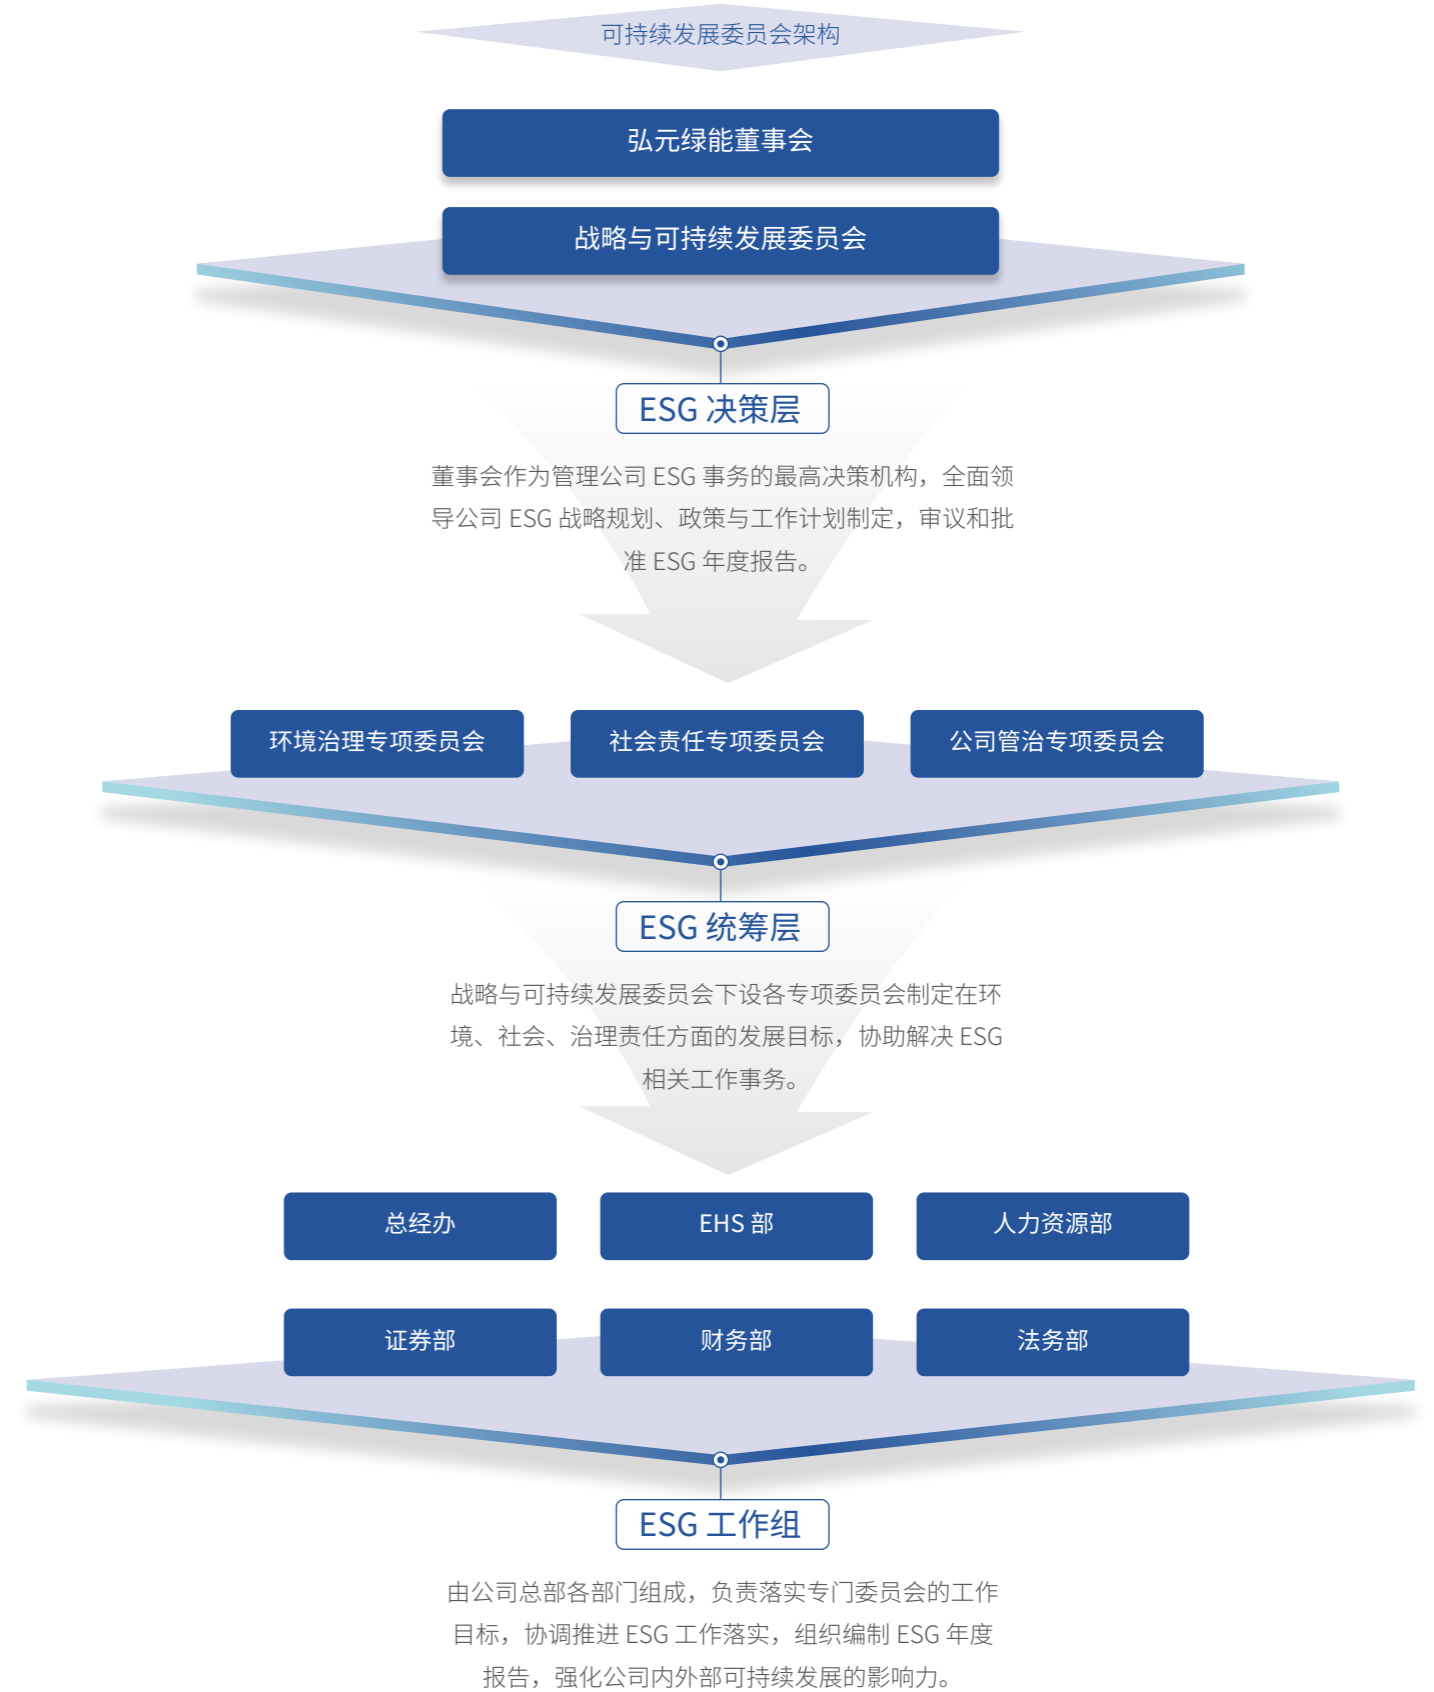 可持续发展委员会架构
弘元绿能董事会
战略与可持续发展委员会
ESG 决策层
董事会作为管理公司 ESG 事务的最高决策机构，全面领
导公司 ESG 战略规划、政策与工作计划制定，审议和批
准 ESG 年度报告。
环境治理专项委员会
社会责任专项委员会
公司管治专项委员会
ESG 统筹层
战略与可持续发展委员会下设各专项委员会制定在环
境、社会、治理责任方面的发展目标，协助解决 ESG
相关工作事务。
总经办
EHS 部
人力资源部
证券部
财务部
法务部
ESG 工作组
由公司总部各部门组成，负责落实专门委员会的工作
目标，协调推进 ESG 工作落实，组织编制 ESG 年度
报告，强化公司内外部可持续发展的影响力。